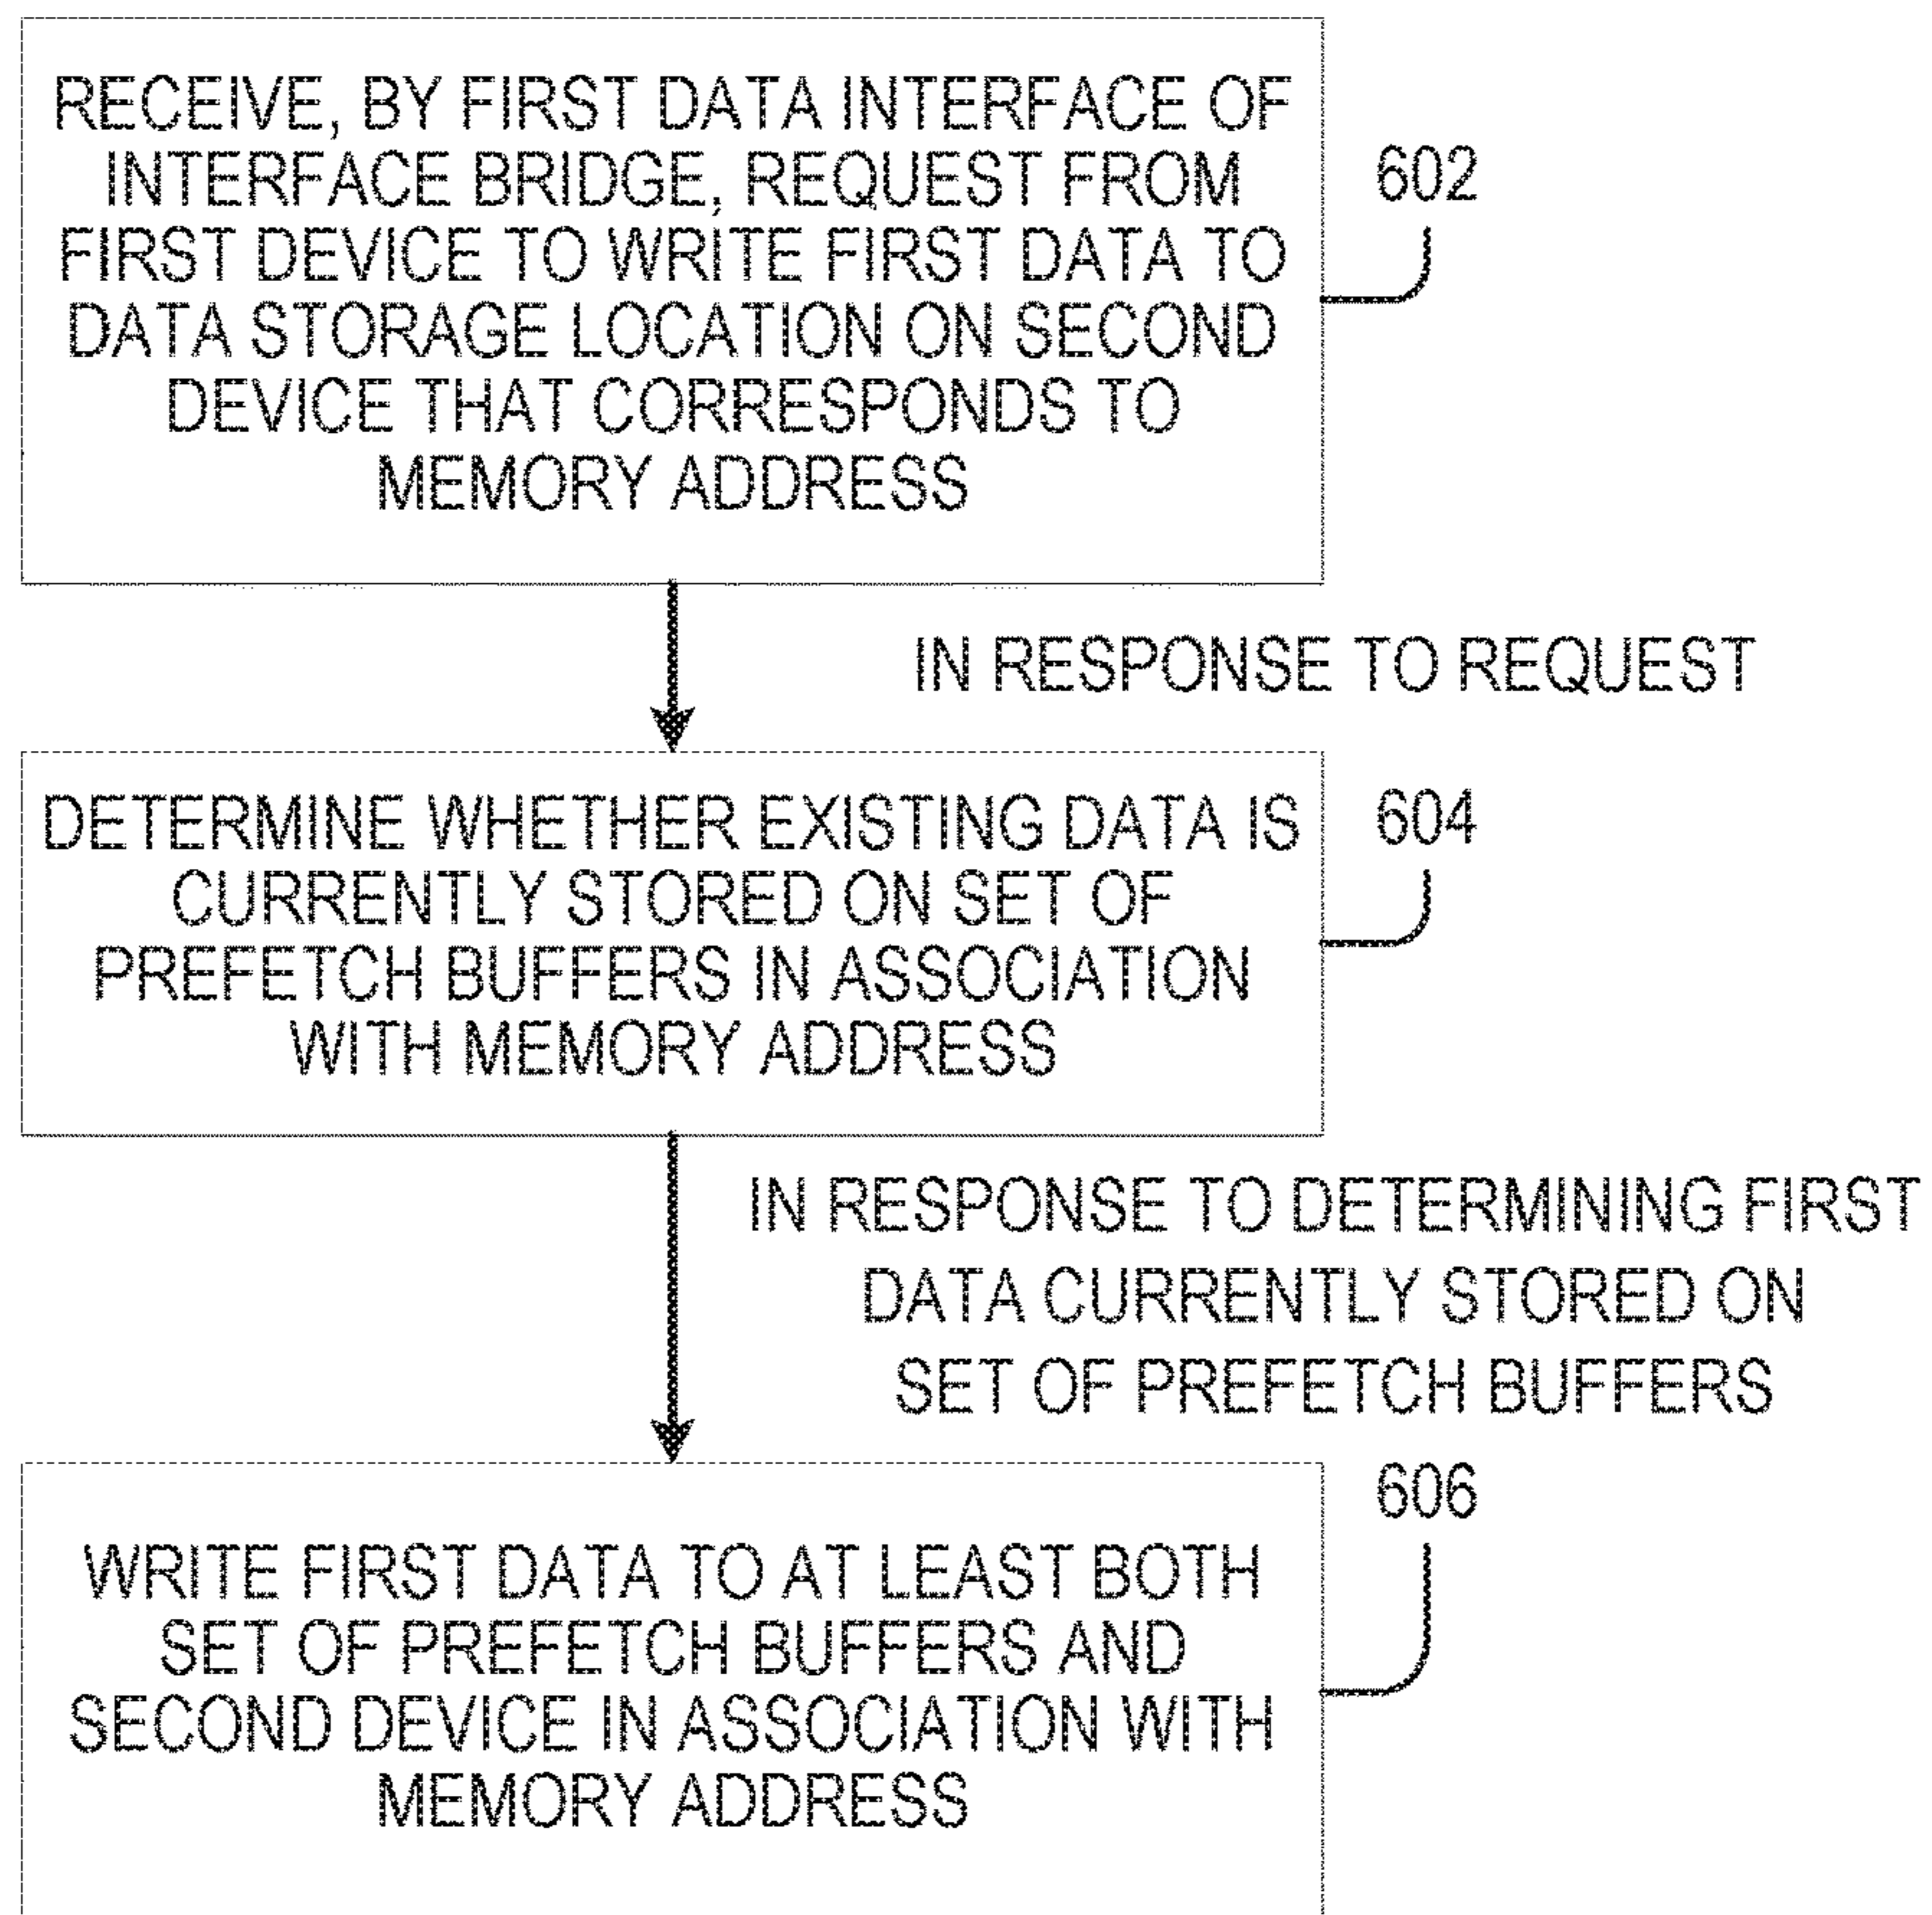 RECEIVE, BY FIRST DATA INTERFACE OF
INTERFACE BRIDGE, REQUEST FROM
FIRST DEVICE TO WRITE FIRST DATA TO
DATA STORAGE LOCATION ON SECOND
DEVICE THAT CORRESPONDS TO
MEMORY ADDRESS
602
IN RESPONSE TO REQUEST
DETERMINE WHETHER EXISTING DATA IS
CURRENTLY STORED ON SET OF
PREFETCH BUFFERS IN ASSOCIATION
WITH MEMORY ADDRESS
604
IN RESPONSE TO DETERMINING FIRST
DATA CURRENTLY STORED ON
SET OF PREFETCH BUFFERS
606
WRITE FIRST DATA TO AT LEAST BOTH
SET OF PREFETCH BUFFERS AND
SECOND DEVICE IN ASSOCIATION WITH
MEMORY ADDRESS